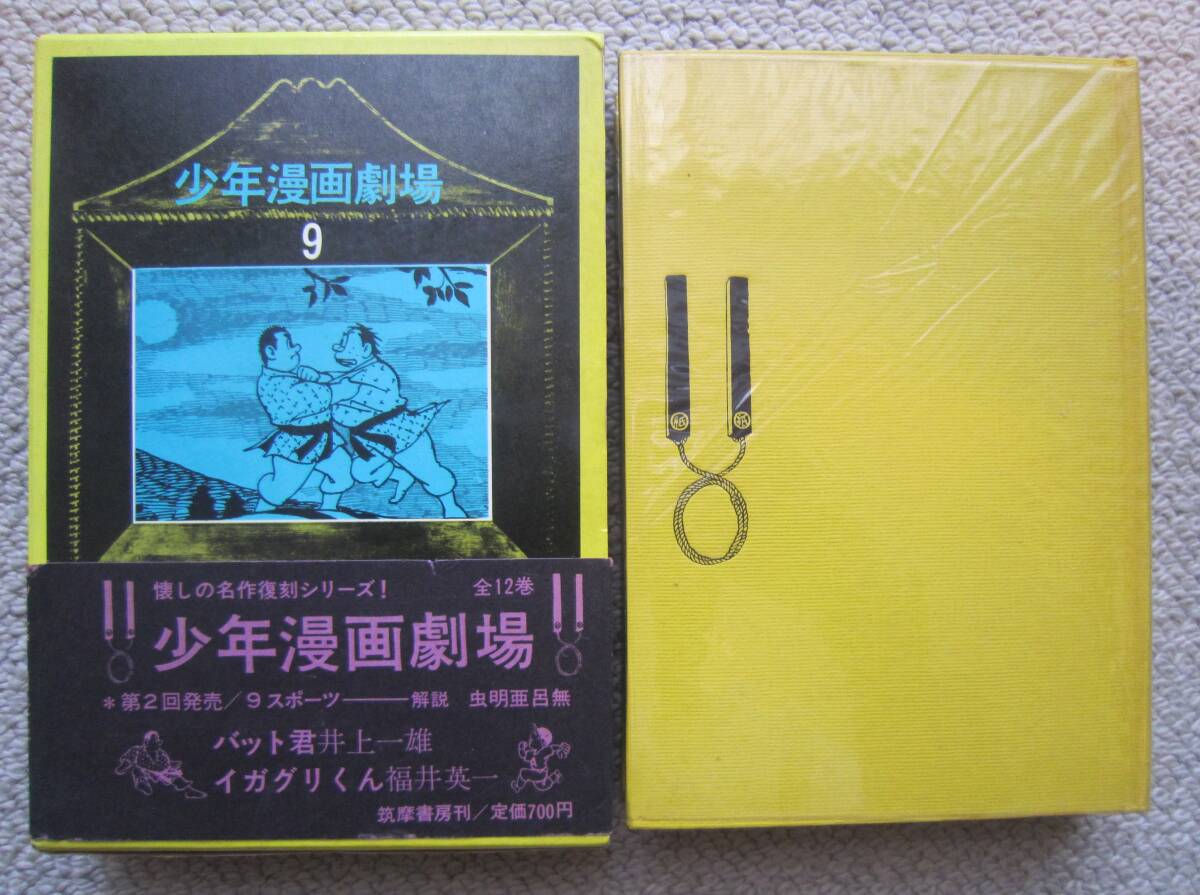 少年漫画劇場
9
懐しの名作復刻シリーズ! 全12巻
少年漫画劇場
*第2回発売/9スポーツ――解説 虫明亜呂無
バット君井上一雄
イガグリくん福井英一
筑摩書房刊/定価700円